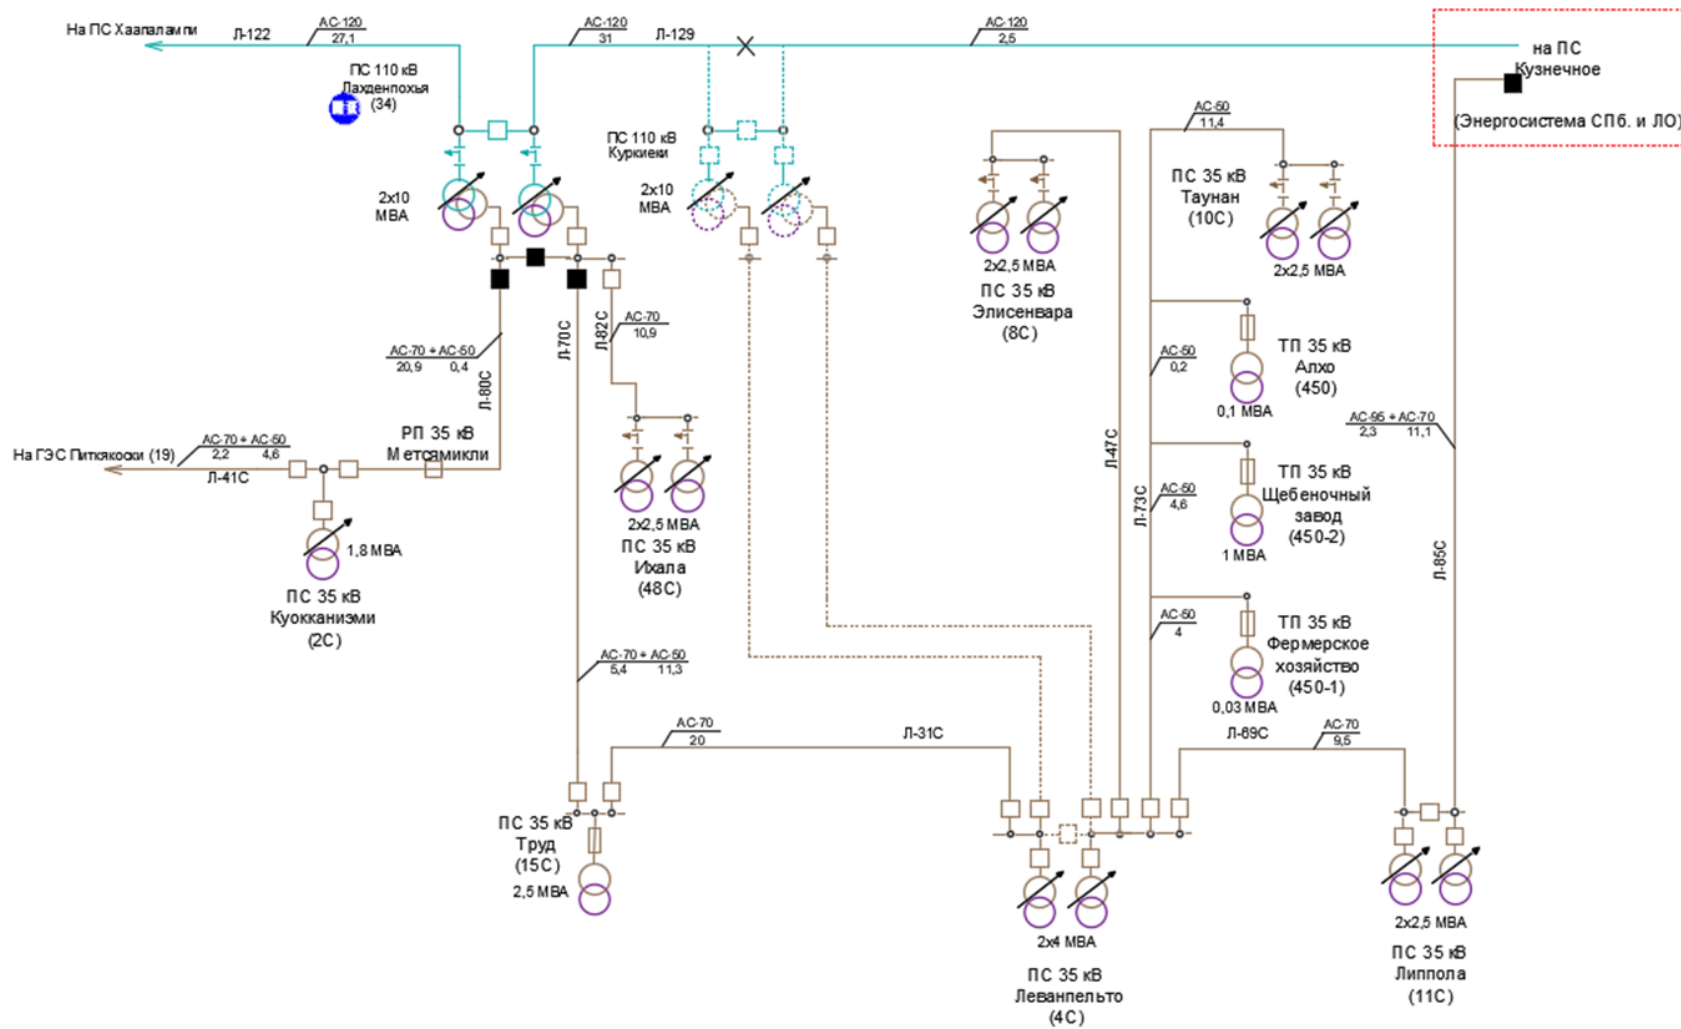 На ПС Хаапалампи
Л-122
АС-120
27,1
АС-120
31
Л-129
АС-120
2,5
на ПС
Кузнечное
(Энергосистема СПб. и ЛО)
ПС 110 кВ
Лахденпохья
(34)
2x10
МВА
ПС 110 кВ
Куркиеки
2x10
МВА
2x2,5 МВА
ПС 35 кВ
Элисенвара
(8С)
АС-50
11,4
ПС 35 кВ
Таунан
(10С)
2x2,5 МВА
АС-70 + АС-50
20,9 0,4
Л-80С
Л-70С
Л-82С
АС-70
10,9
АС-50
0,2
ТП 35 кВ
Алхо
(450)
0,1 МВА
АС-95 + АС-70
2,3 11,1
На ГЭС Питкякоски (19)
АС-70 + АС-50
2,2 4,6
Л-41С
РП 35 кВ
Метсямикли
Л-47С
Л-73С
АС-50
4,6
ТП 35 кВ
Щебеночный
завод
(450-2)
1 МВА
Л-85С
1,8 МВА
ПС 35 кВ
Куокканиэми
(2С)
2x2,5 МВА
ПС 35 кВ
Ихала
(48С)
АС-50
4
ТП 35 кВ
Фермерское
хозяйство
(450-1)
0,03 МВА
АС-70 + АС-50
5,4 11,3
АС-70
20
Л-31С
Л-69С
АС-70
9,5
ПС 35 кВ
Труд
(15С)
2,5 МВА
2x4 МВА
ПС 35 кВ
Леванпельто
(4С)
2x2,5 МВА
ПС 35 кВ
Липпола
(11С)